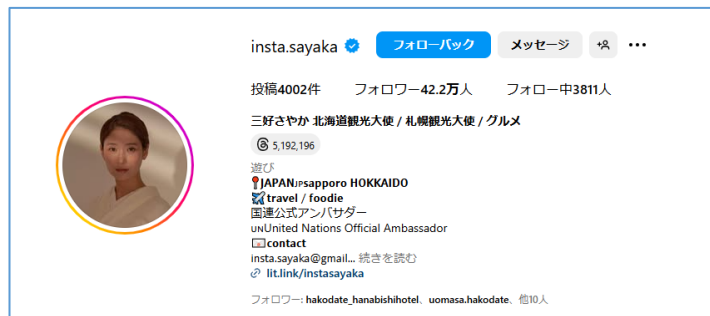 insta.sayaka フォローバック メッセージ
投稿4002件 フォロワー42.2万人 フォロー中3811人
三好さやか 北海道観光大使 / 札幌観光大使 / グルメ
5,192,196
遊び
JAPAN🇯🇵sapporo HOKKAIDO
travel / foodie
国連公式アンバサダー
🇺🇳United Nations Official Ambassador
contact
insta.sayaka@gmail... 続きを読む
lit.link/instasayaka
フォロワー: hakodate_hanabishihotel、uomasa.hakodate、他10人